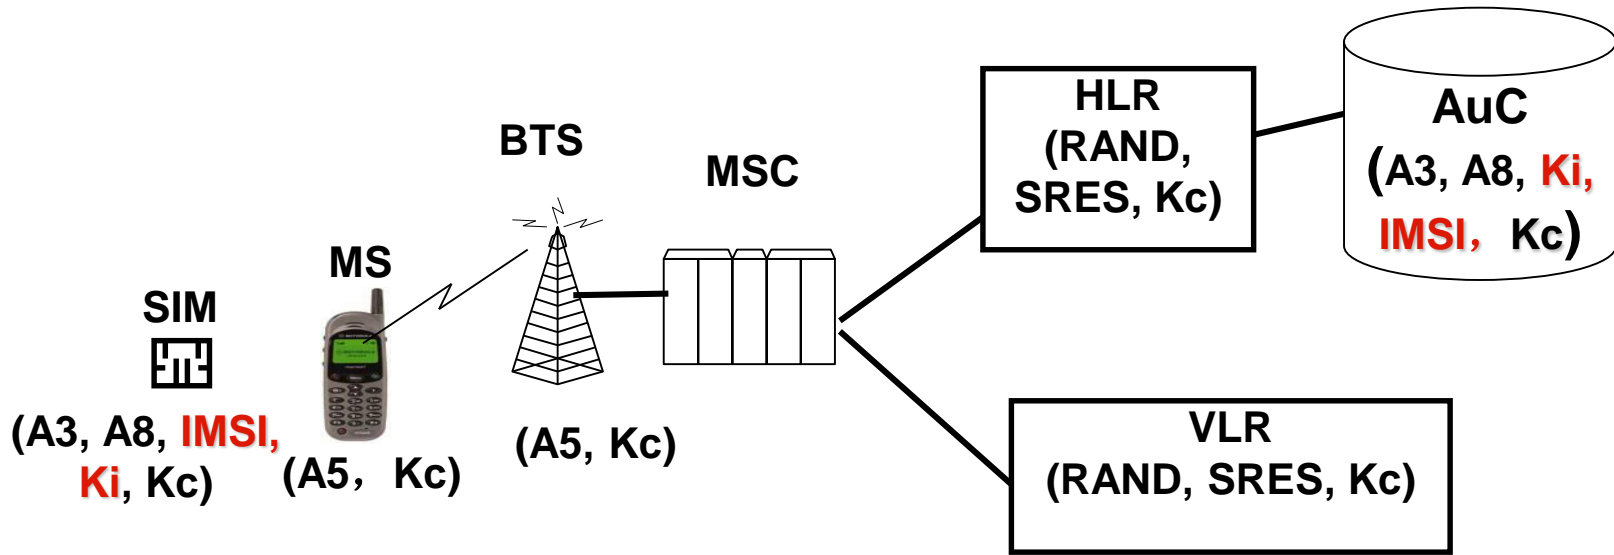 SIM
(A3, A8, IMSI,
Ki, Kc)
MS
(A5，Kc)
BTS
(A5, Kc)
MSC
HLR
(RAND,
SRES, Kc)
AuC
(A3, A8, Ki,
IMSI，Kc)
VLR
(RAND, SRES, Kc)